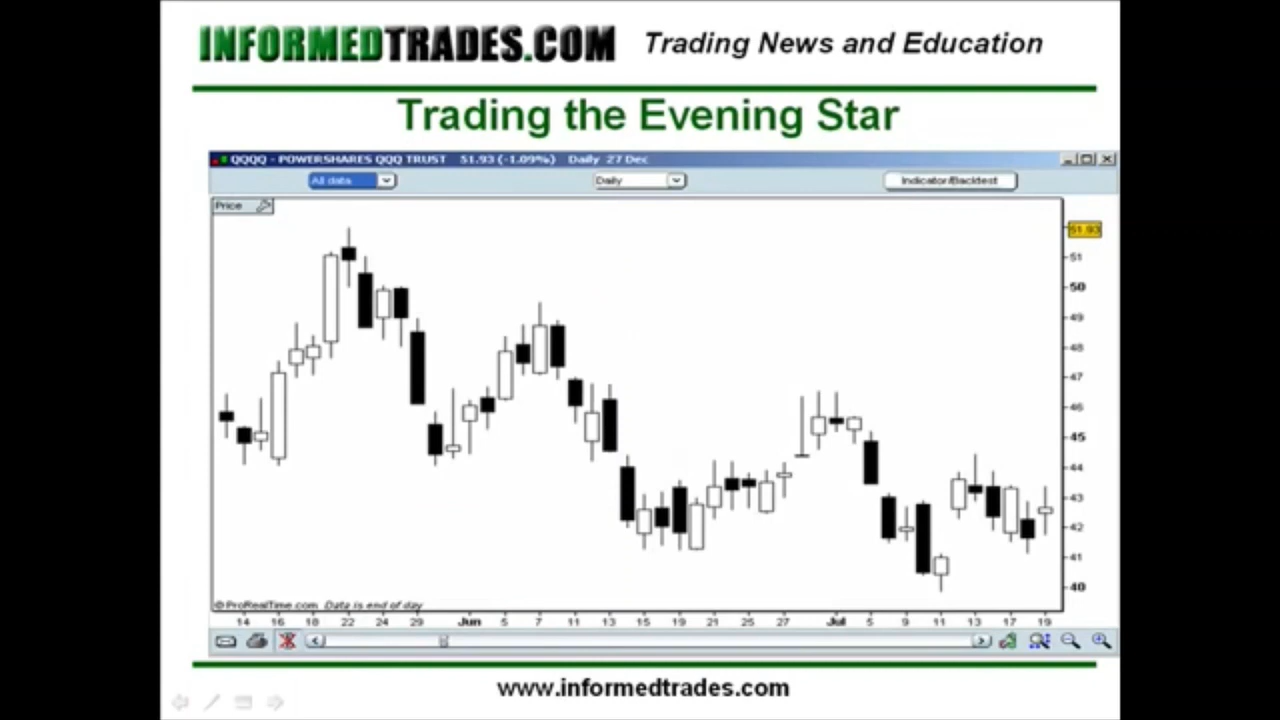 INFORMEDTRADES.COM Trading News and Education
Trading the Evening Star
QQQQ - POWERSHARES QQQ TRUST 51.93 (-1.09%) Daily 27 Dec
All data Daily Indicator/Backtest
Price
51.93
51
50
49
48
47
46
45
44
43
42
41
40
© ProRealTime.com Data is end of day
14 16 18 22 24 29 Jun 5 7 11 13 15 19 21 25 27 Jul 5 9 11 13 17 19
www.informedtrades.com